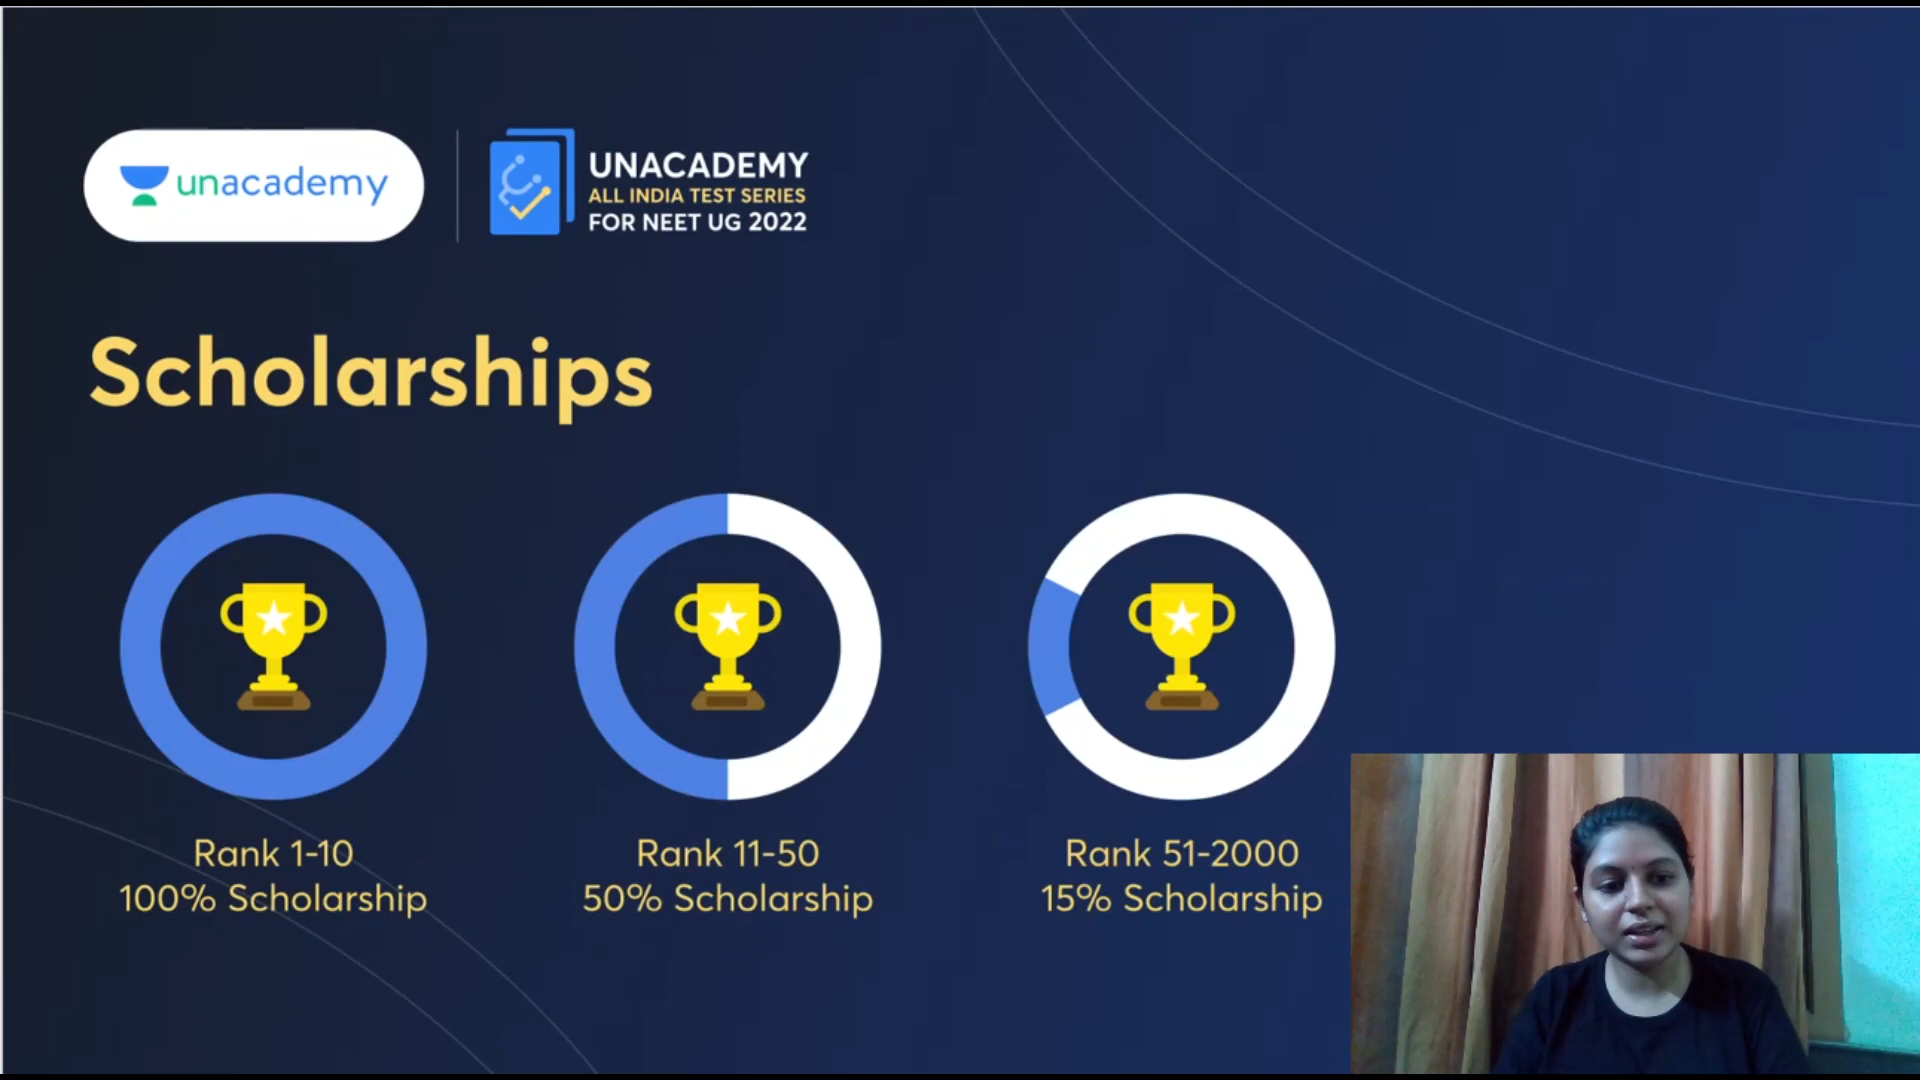 unacademy
UNACADEMY
ALL INDIA TEST SERIES
FOR NEET UG 2022
Scholarships
Rank 1-10
100% Scholarship
Rank 11-50
50% Scholarship
Rank 51-2000
15% Scholarship